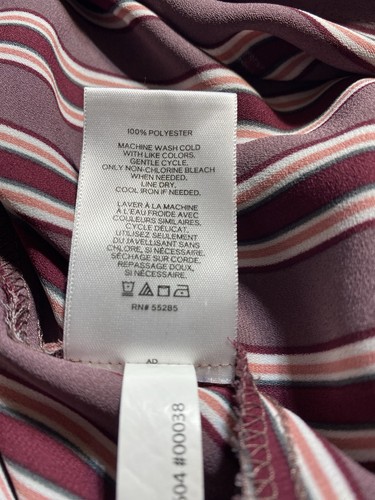 100% POLYESTER
MACHINE WASH COLD
WITH LIKE COLORS.
GENTLE CYCLE.
ONLY NON-CHLORINE BLEACH
WHEN NEEDED.
LINE DRY.
COOL IRON IF NEEDED.
LAVER À LA MACHINE
À L'EAU FROIDE AVEC
COULEURS SIMILAIRES.
CYCLE DÉLICAT.
UTILISEZ SEULEMENT
DU JAVELLISANT SANS
CHLORE, SI NÉCESSAIRE.
SÉCHAGE SUR CORDE.
REPASSAGE DOUX,
SI NÉCESSAIRE.
RN# 55285
AD
504 #00038